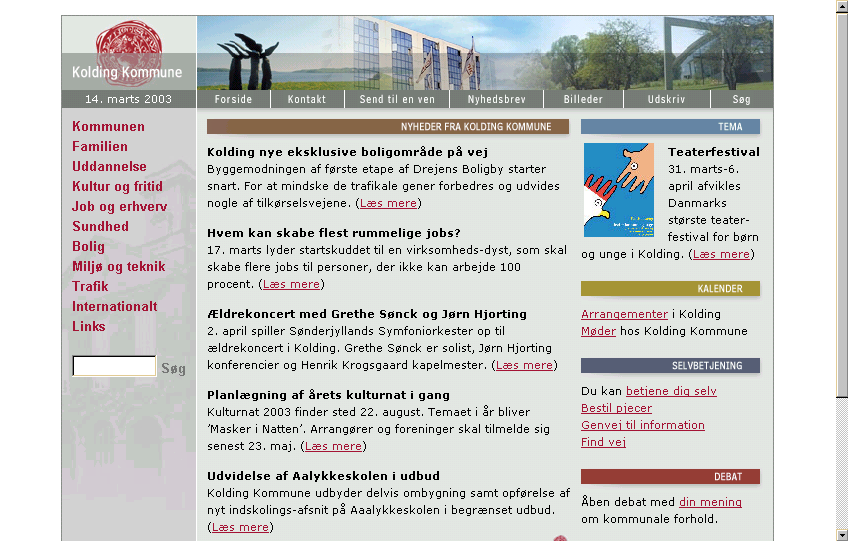 Kolding Kommune
14. marts 2003
Forside
Kontakt
Send til en ven
Nyhedsbrev
Billeder
Udskriv
Søg
Kommunen
Familien
Uddannelse
Kultur og fritid
Job og erhverv
Sundhed
Bolig
Miljø og teknik
Trafik
Internationalt
Links
Søg
NYHEDER FRA KOLDING KOMMUNE
Kolding nye eksklusive boligområde på vej
Byggemodningen af første etape af Drejens Boligby starter
snart. For at mindske de trafikale gener forbedres og udvides
nogle af tilkørselsvejene. (Læs mere)
Hvem kan skabe flest rummelige jobs?
17. marts lyder startskuddet til en virksomheds-dyst, som skal
skabe flere jobs til personer, der ikke kan arbejde 100
procent. (Læs mere)
Ældrekoncert med Grethe Sønck og Jørn Hjorting
2. april spiller Sønderjyllands Symfoniorkester op til
ældrekoncert i Kolding. Grethe Sønck er solist, Jørn Hjorting
konferencier og Henrik Krogsgaard kapelmester. (Læs mere)
Planlægning af årets kulturnat i gang
Kulturnat 2003 finder sted 22. august. Temaet i år bliver
'Masker i Natten'. Arrangører og foreninger skal tilmelde sig
senest 23. maj. (Læs mere)
Udvidelse af Aalykkeskolen i udbud
Kolding Kommune udbyder delvis ombygning samt opførelse af
nyt indskolings-afsnit på Aaalykkeskolen i begrænset udbud.
(Læs mere)
TEMA
Teaterfestival
31. marts-6.
april afvikles
Danmarks
største teater-
festival for børn
og unge i Kolding. (Læs mere)
KALENDER
Arrangementer i Kolding
Møder hos Kolding Kommune
SELVBETJENING
Du kan betjene dig selv
Bestil pjecer
Genvej til information
Find vej
DEBAT
Åben debat med din mening
om kommunale forhold.